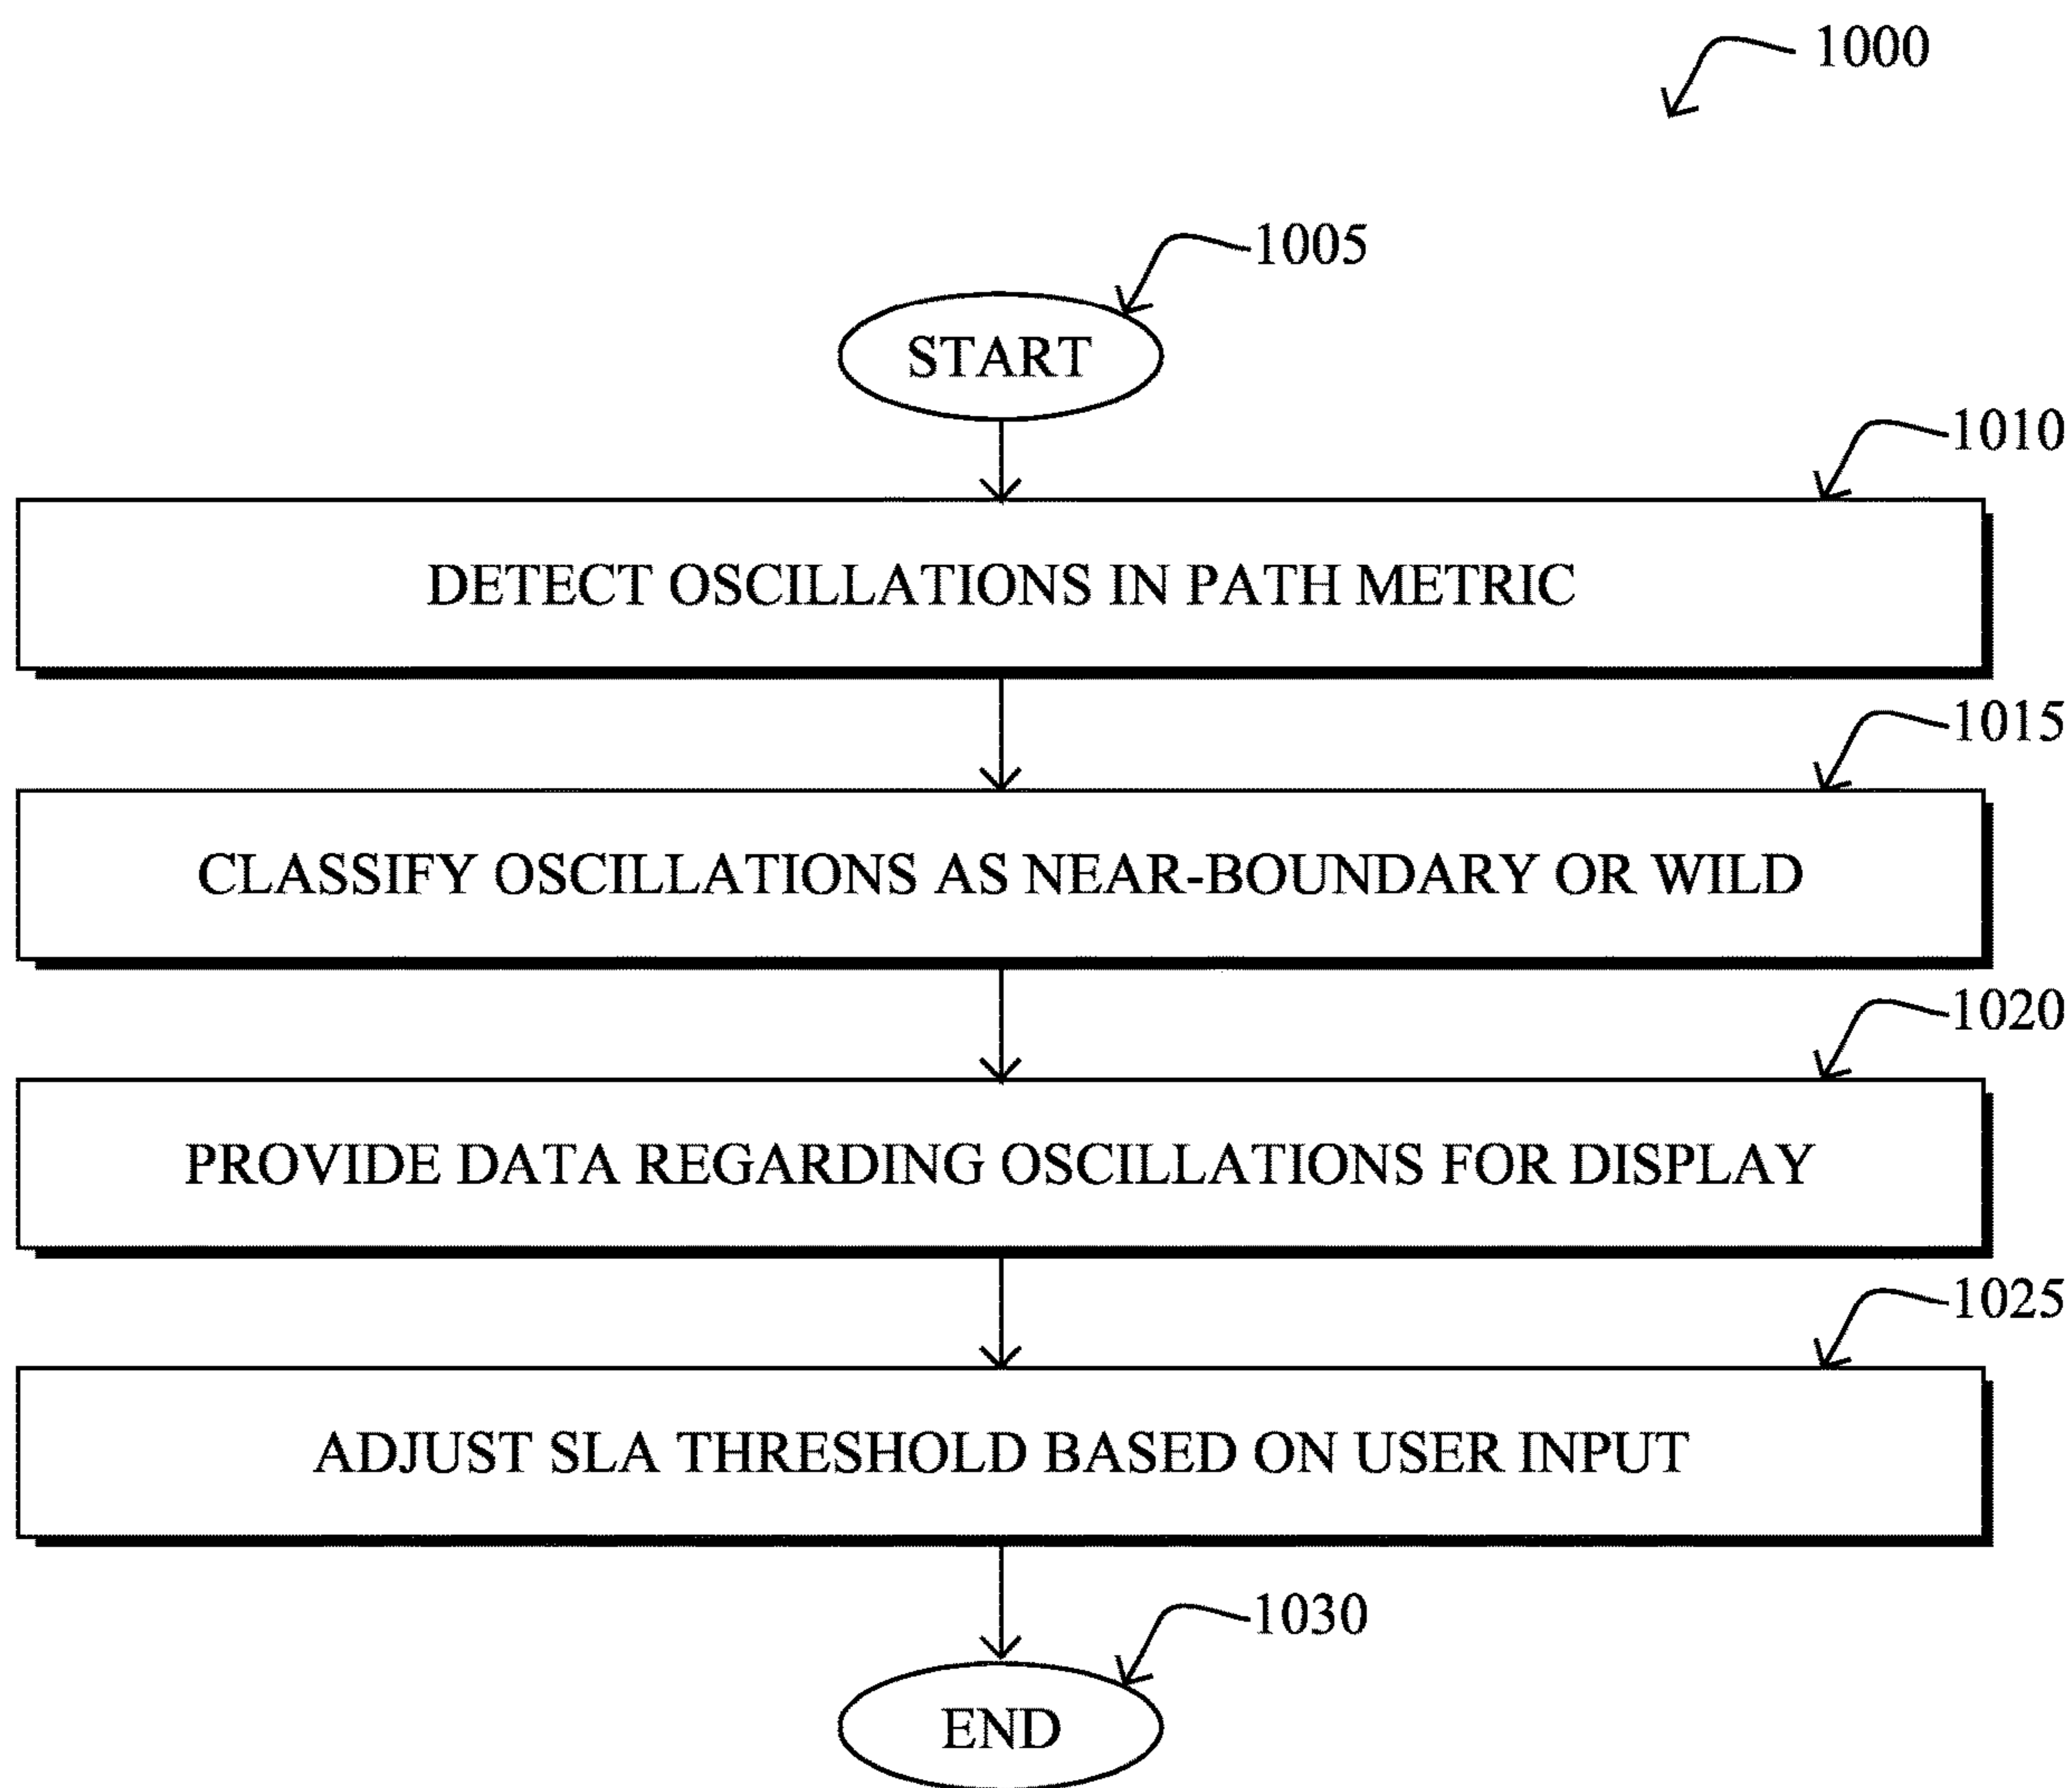 1000
1005
START
1010
DETECT OSCILLATIONS IN PATH METRIC
1015
CLASSIFY OSCILLATIONS AS NEAR-BOUNDARY OR WILD
1020
PROVIDE DATA REGARDING OSCILLATIONS FOR DISPLAY
1025
ADJUST SLA THRESHOLD BASED ON USER INPUT
1030
END